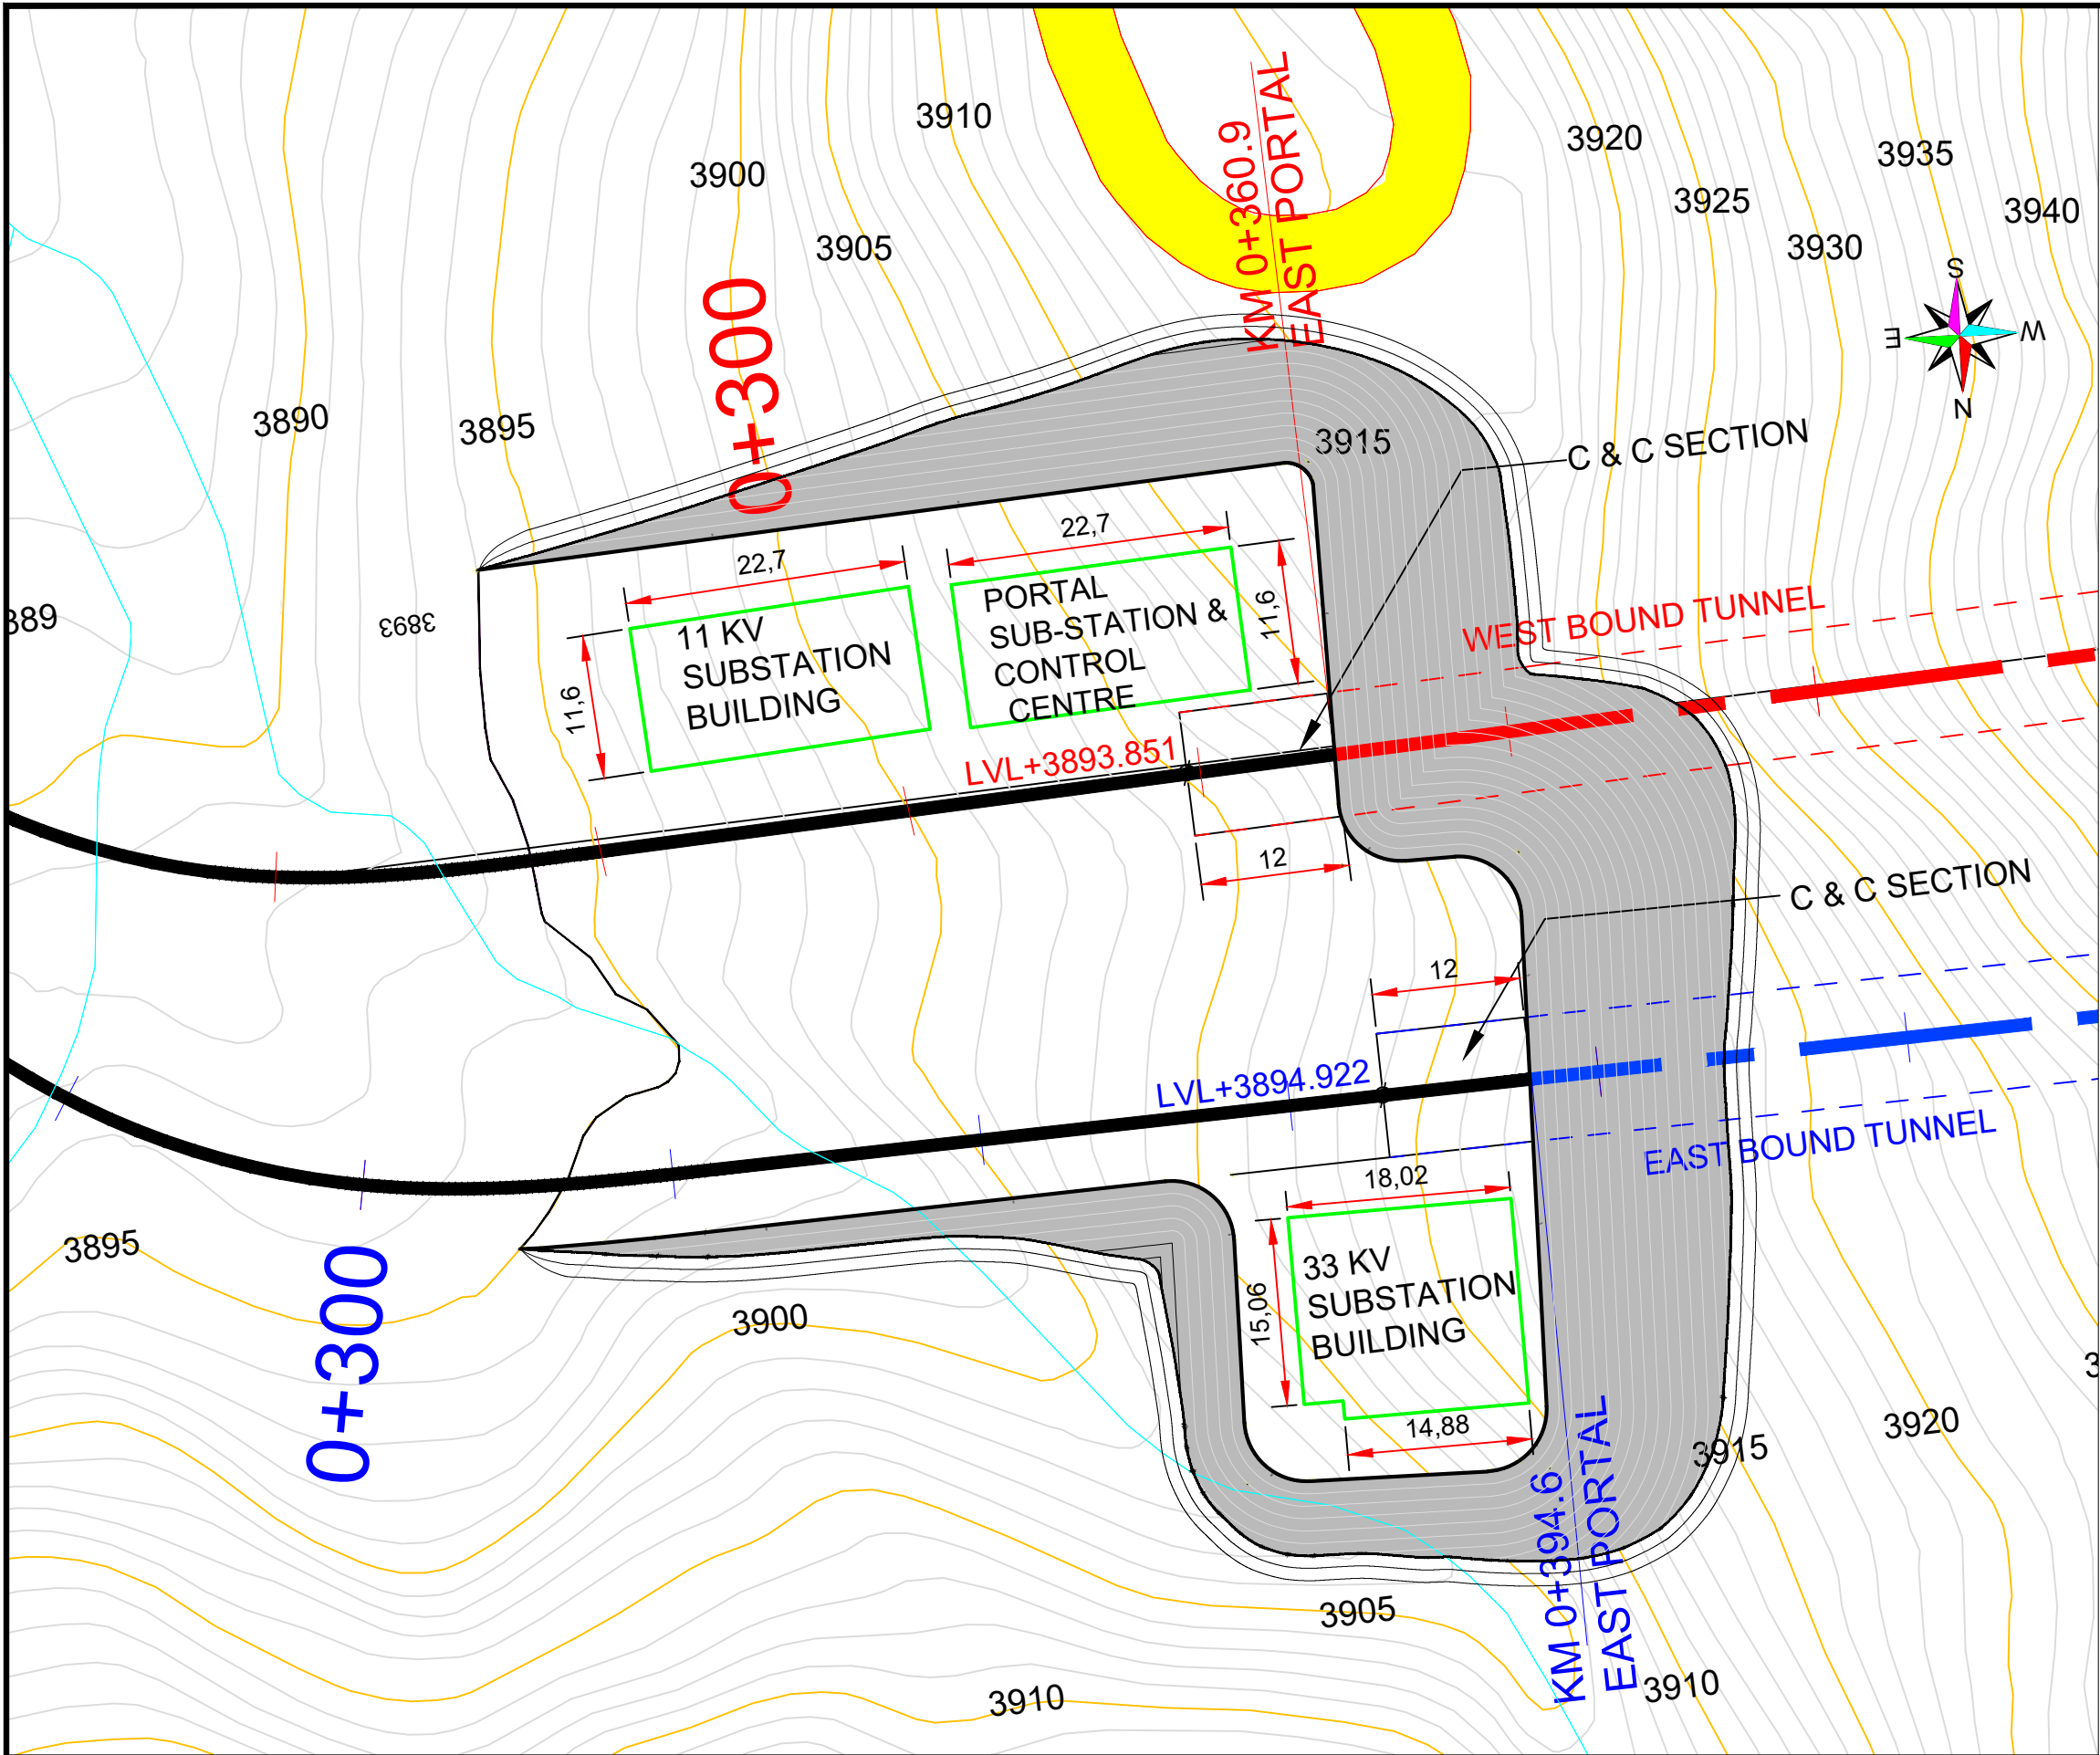 3910
3920
3935
3900
3925
3940
3905
3930
KM 0+360.9
EAST PORTAL
S
E
W
N
0+300
3890
3895
3915
C & C SECTION
22,7
22,7
11,6
11,6
11 KV
SUBSTATION
BUILDING
PORTAL
SUB-STATION &
CONTROL
CENTRE
389
3893
WEST BOUND TUNNEL
LVL+3893.851
12
C & C SECTION
12
LVL+3894.922
EAST BOUND TUNNEL
18,02
3895
0+300
3900
15,06
33 KV
SUBSTATION
BUILDING
14,88
3
3920
3915
KM 0+394.6
EAST PORTAL
3905
3910
3910